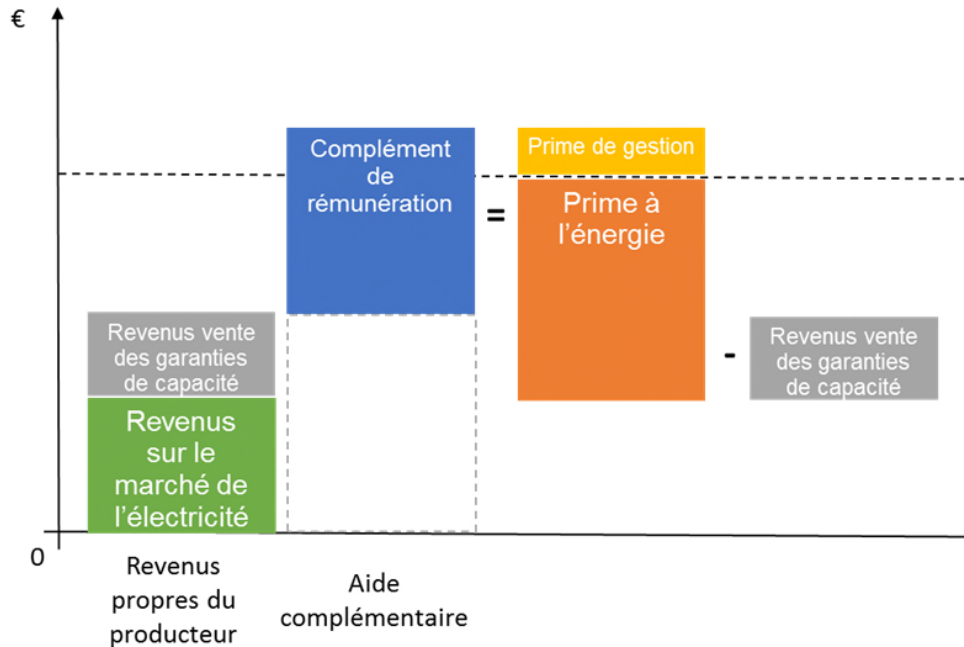 €
Complément
de
rémunération
=
Prime de gestion
Prime à
l'énergie
Revenus vente
des garanties
de capacité
-
Revenus vente
des garanties
de capacité
Revenus
sur le
marché de
l'électricité
0
Revenus
propres du
producteur
Aide
complémentaire